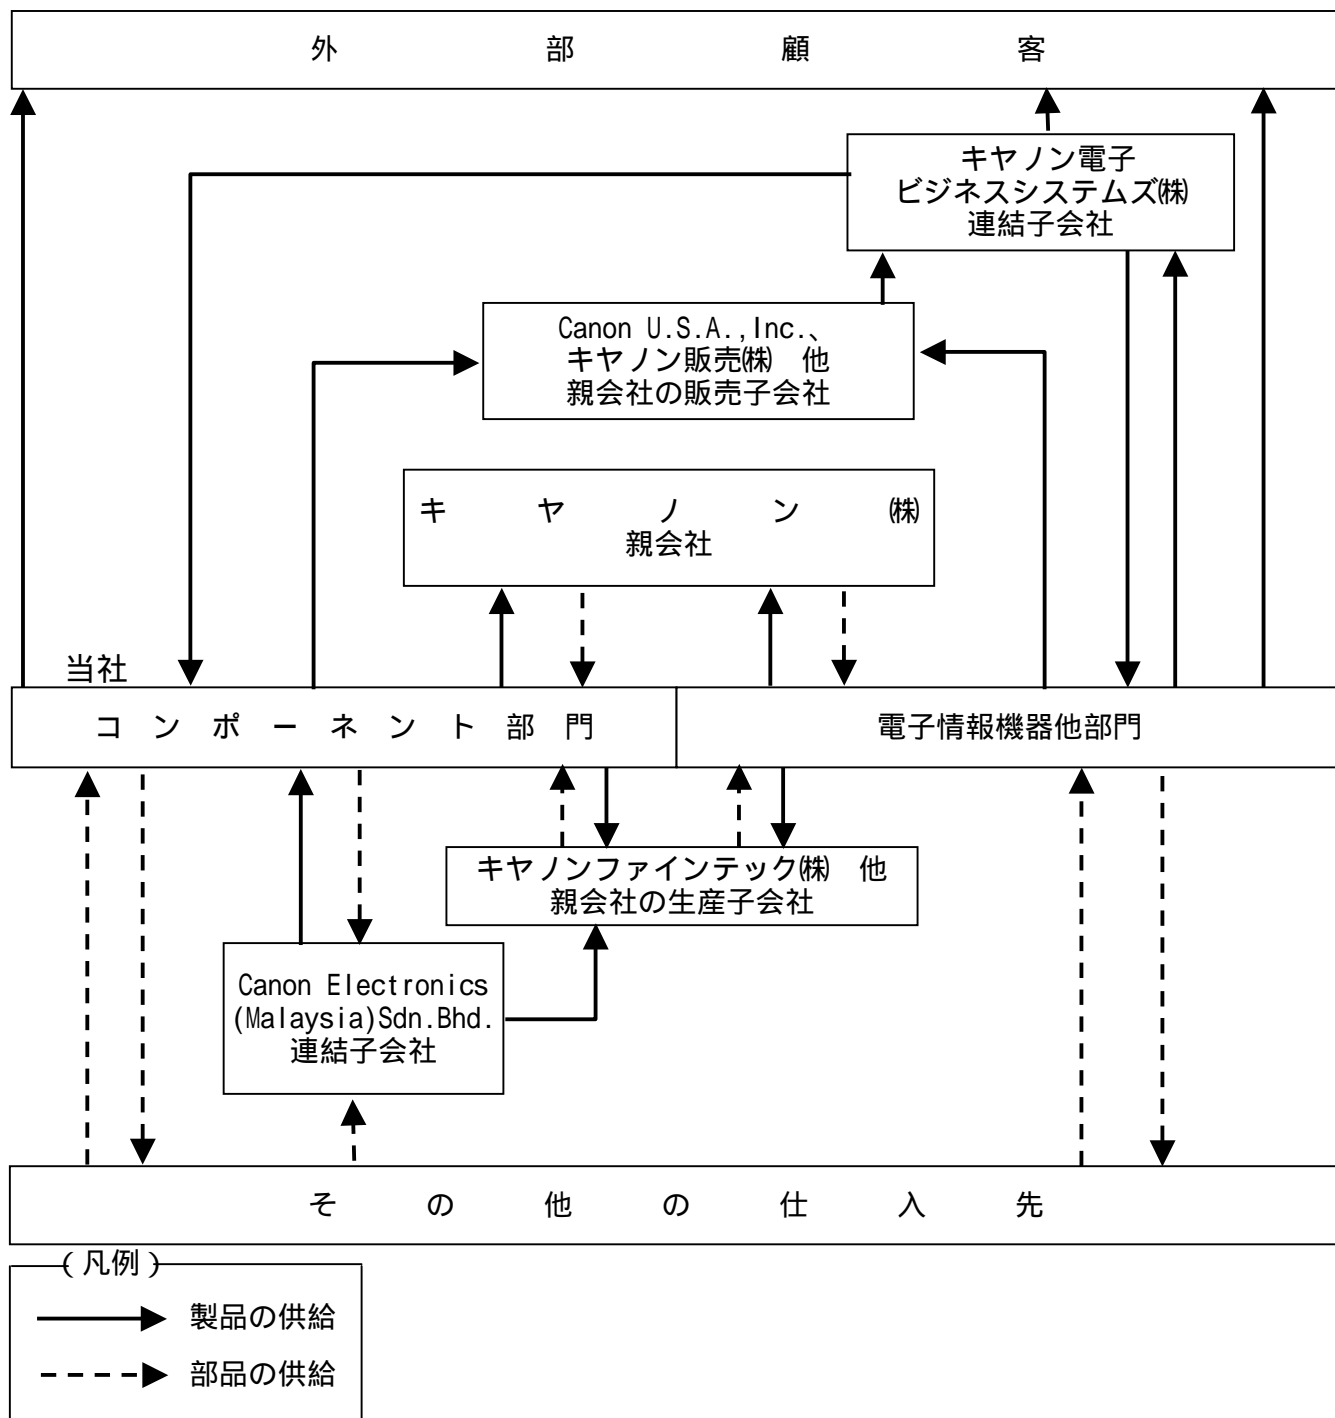 外部顧客
キヤノン電子
ビジネスシステムズ㈱
連結子会社
Canon U.S.A.,Inc.、
キヤノン販売㈱　他
親会社の販売子会社
キヤノン㈱
親会社
当社
コンポーネント部門
電子情報機器他部門
キヤノンファインテック㈱　他
親会社の生産子会社
Canon Electronics
(Malaysia)Sdn.Bhd.
連結子会社
その他の仕入先
（凡例）
製品の供給
部品の供給